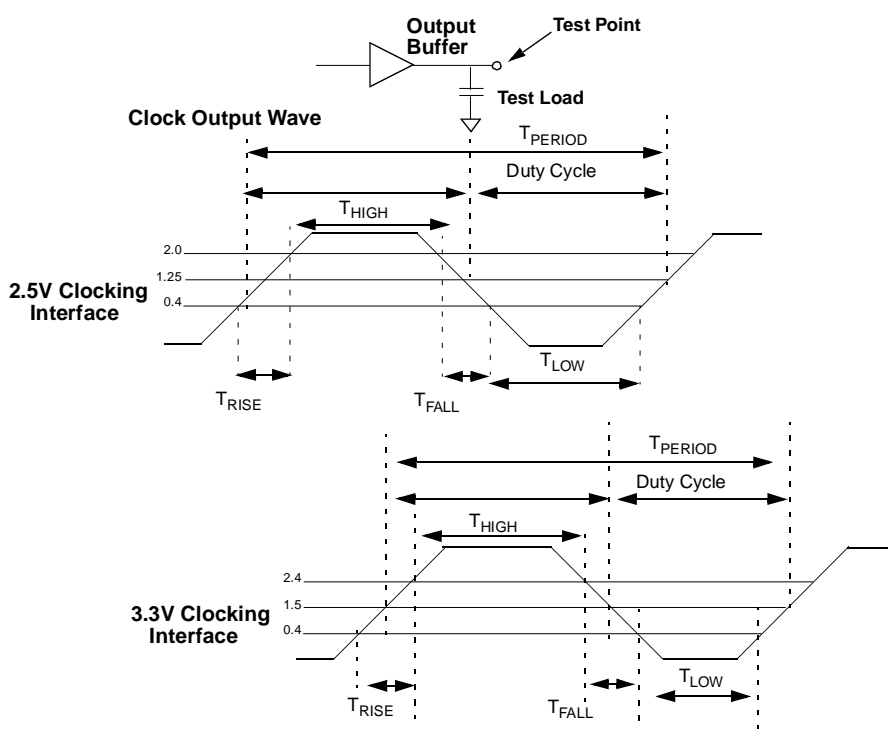 Output
Buffer
Test Point
Test Load
Clock Output Wave
TPERIOD
Duty Cycle
THIGH
2.0
1.25
0.4
2.5V Clocking
Interface
TLOW
TRISE
TFALL
TPERIOD
Duty Cycle
THIGH
2.4
1.5
0.4
3.3V Clocking
Interface
TLOW
TRISE
TFALL